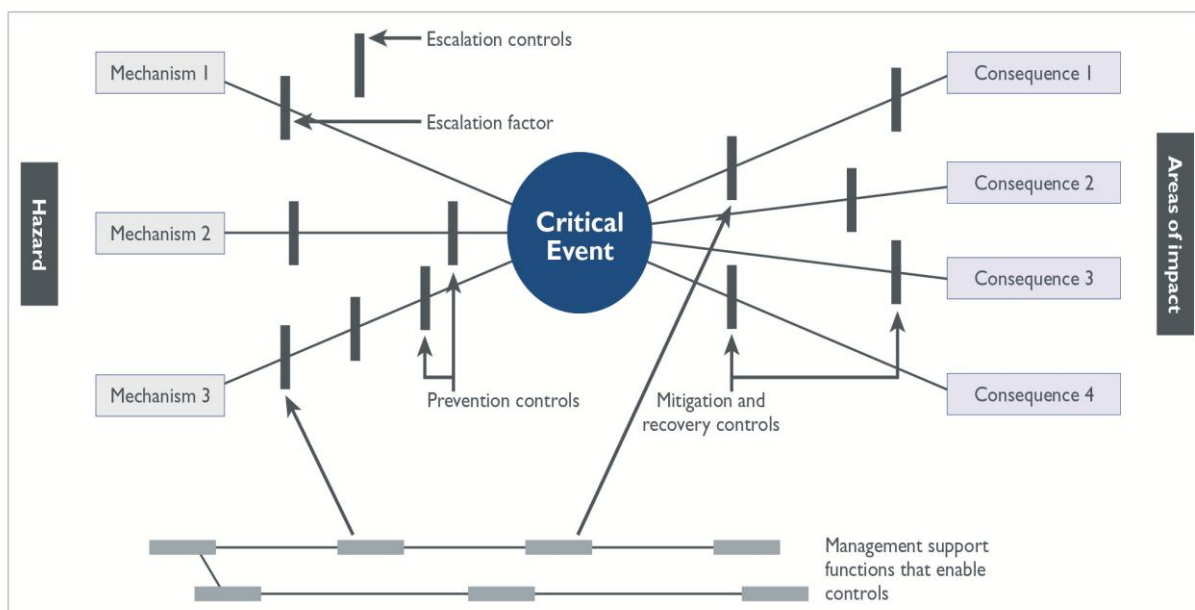 Escalation controls
Mechanism 1
Consequence 1
Escalation factor
Hazard
Areas of impact
Consequence 2
Critical
Event
Mechanism 2
Consequence 3
Mechanism 3
Prevention controls
Mitigation and
recovery controls
Consequence 4
Management support
functions that enable
controls